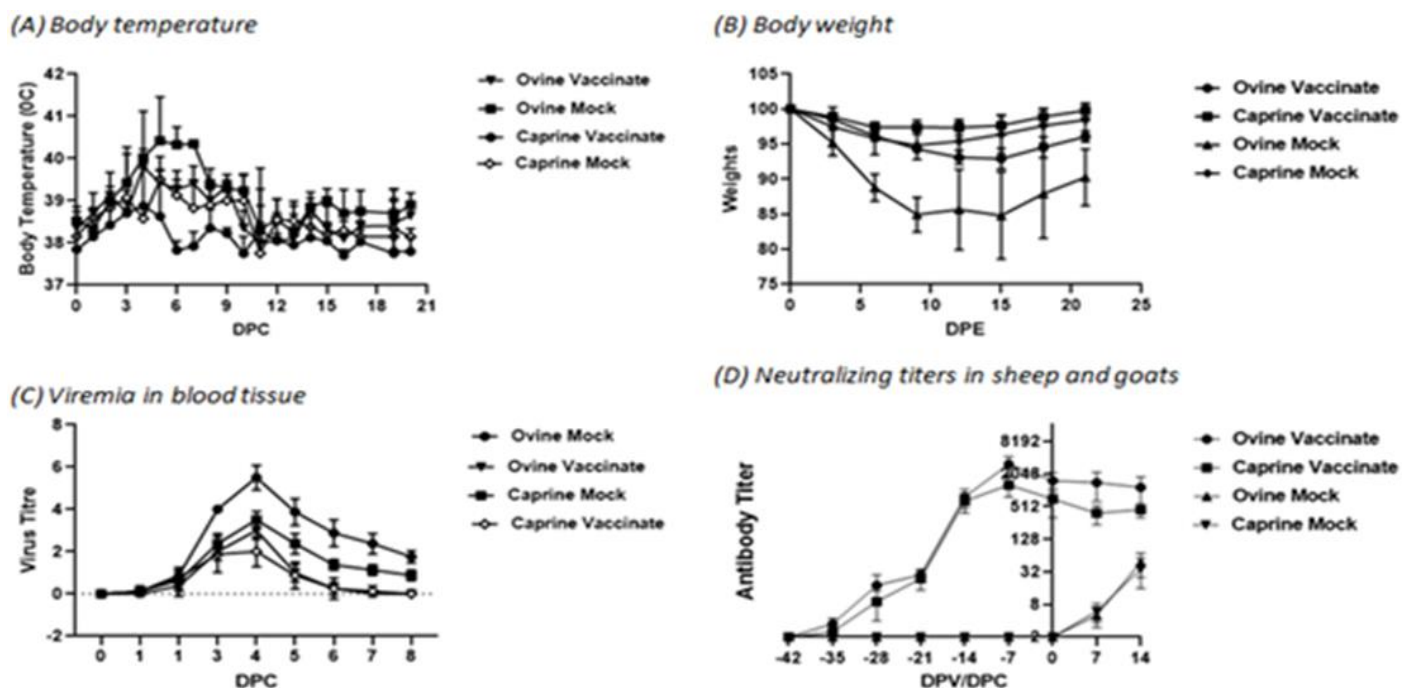 (A) Body temperature
42
41
40
39
38
37
Body Temperature (0C)
0 3 6 9 12 15 18 21
DPC
Ovine Vaccinate
Ovine Mock
Caprine Vaccinate
Caprine Mock
(B) Body weight
105
100
95
90
85
80
75
Weights
0 5 10 15 20 25
DPE
Ovine Vaccinate
Caprine Vaccinate
Ovine Mock
Caprine Mock
(C) Viremia in blood tissue
8
6
4
2
0
-2
Virus Titre
0 1 1 3 4 5 6 7 8
DPC
Ovine Mock
Ovine Vaccinate
Caprine Mock
Caprine Vaccinate
(D) Neutralizing titers in sheep and goats
8192
2048
512
128
32
8
2
Antibody Titer
-42 -35 -28 -21 -14 -7 0 7 14
DPV/DPC
Ovine Vaccinate
Caprine Vaccinate
Ovine Mock
Caprine Mock